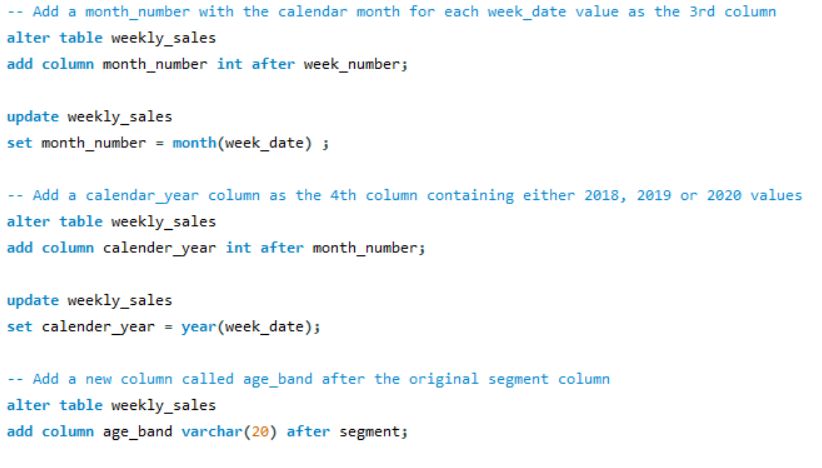 -- Add a month_number with the calendar month for each week_date value as the 3rd column
alter table weekly_sales
add column month_number int after week_number;
update weekly_sales
set month_number = month(week_date) ;
-- Add a calendar_year column as the 4th column containing either 2018, 2019 or 2020 values
alter table weekly_sales
add column calender_year int after month_number;
update weekly_sales
set calender_year = year(week_date);
-- Add a new column called age_band after the original segment column
alter table weekly_sales
add column age_band varchar(20) after segment;